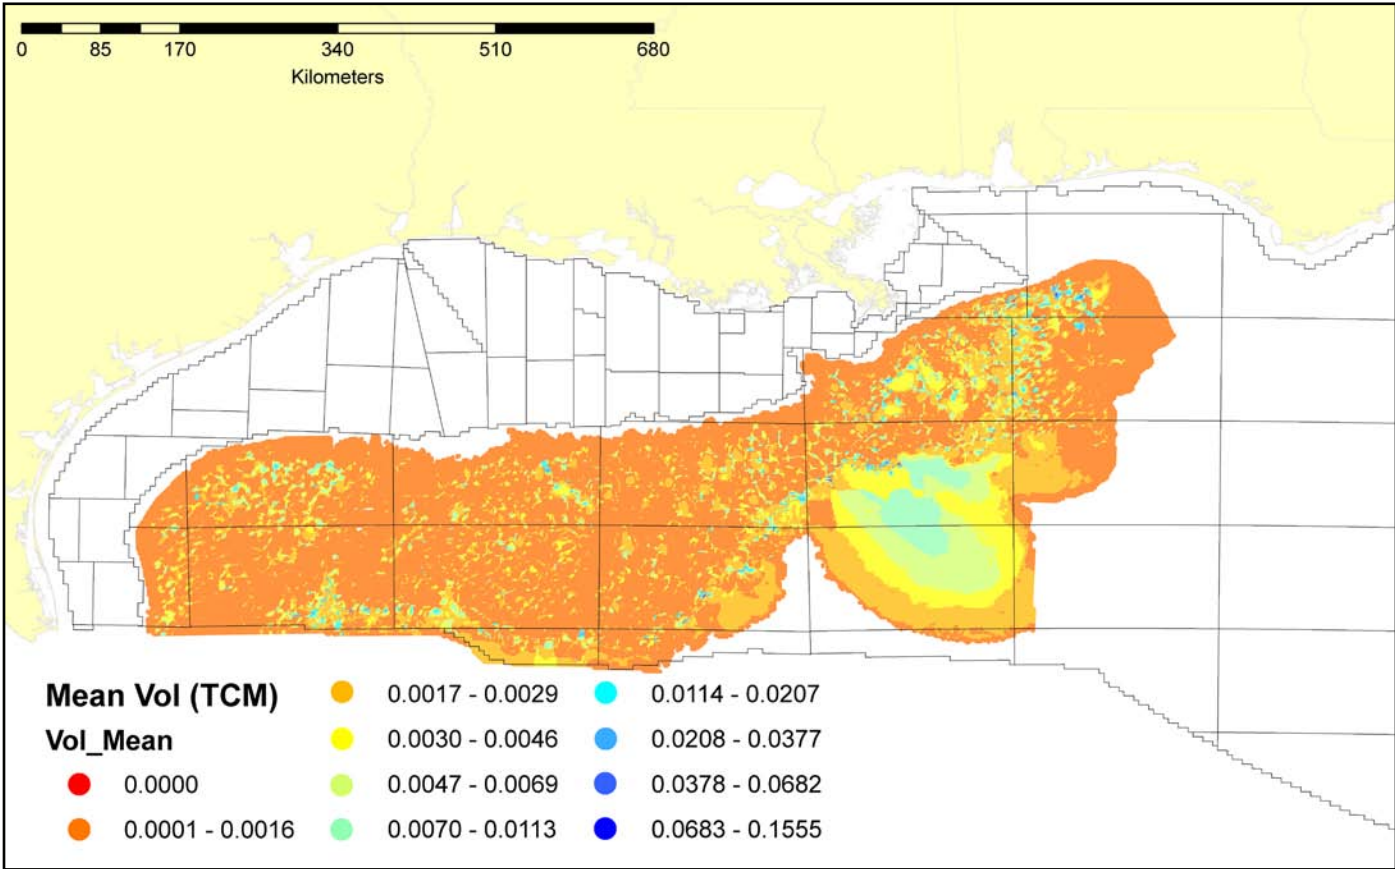 0 85 170 340 510 680
Kilometers
Mean Vol (TCM)
Vol_Mean
0.0000
0.0001 - 0.0016
0.0017 - 0.0029
0.0030 - 0.0046
0.0047 - 0.0069
0.0070 - 0.0113
0.0114 - 0.0207
0.0208 - 0.0377
0.0378 - 0.0682
0.0683 - 0.1555